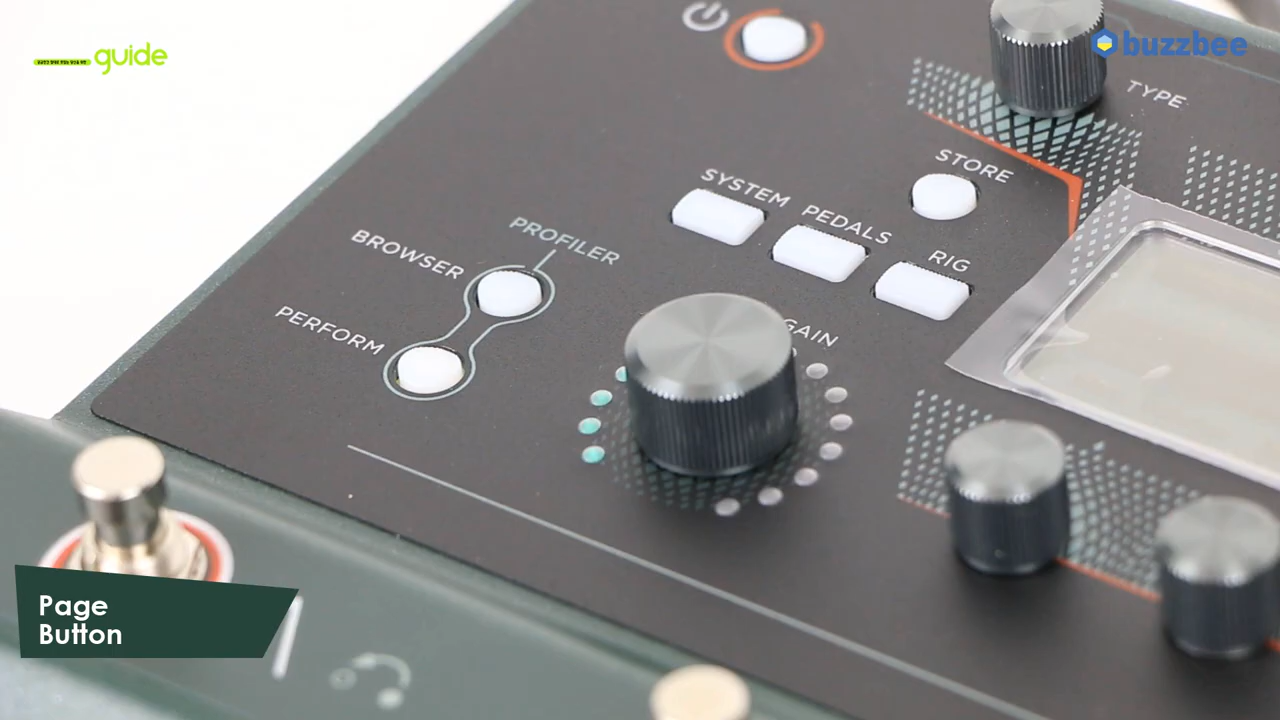 guide
buzzbee
TYPE
STORE
SYSTEM
PEDALS
RIG
PROFILER
BROWSER
PERFORM
GAIN
Page
Button